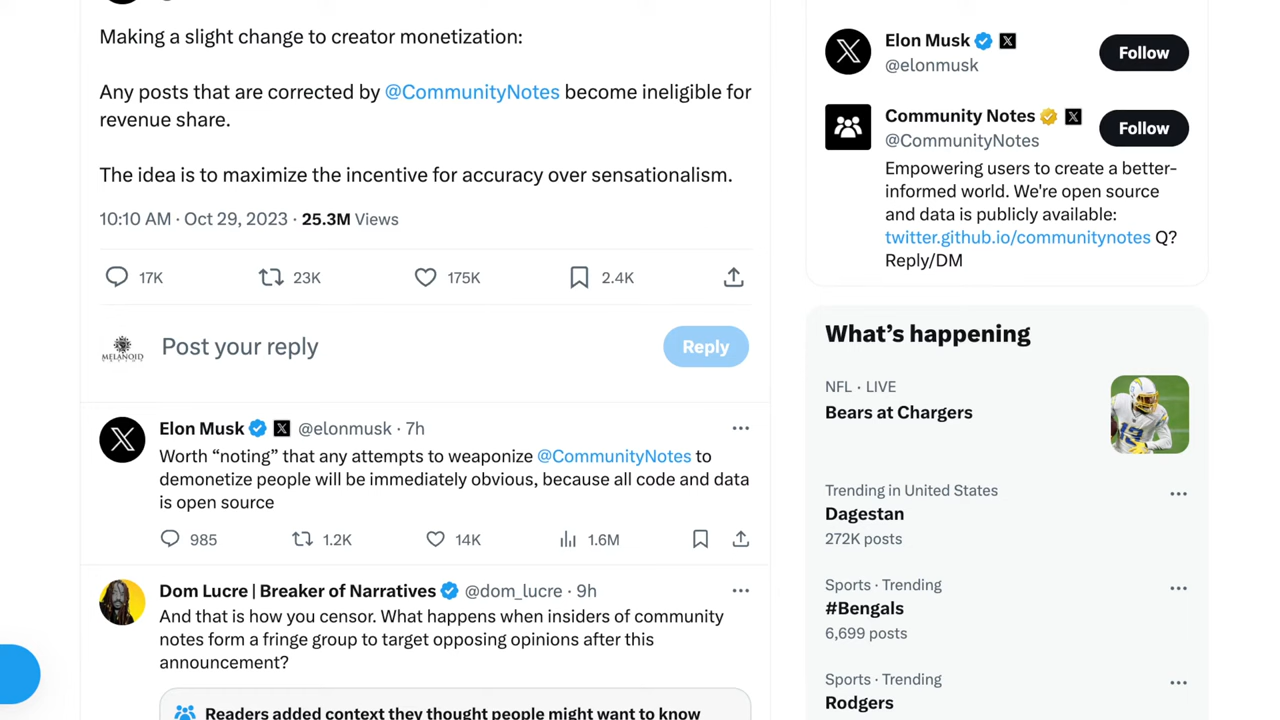 Making a slight change to creator monetization:
Any posts that are corrected by @CommunityNotes become ineligible for
revenue share.
The idea is to maximize the incentive for accuracy over sensationalism.
10:10 AM · Oct 29, 2023 · 25.3M Views
17K 23K 175K 2.4K
MELANOID
Post your reply
Reply
Elon Musk @elonmusk · 7h
Worth “noting” that any attempts to weaponize @CommunityNotes to
demonetize people will be immediately obvious, because all code and data
is open source
985 1.2K 14K 1.6M
Dom Lucre | Breaker of Narratives @dom_lucre · 9h
And that is how you censor. What happens when insiders of community
notes form a fringe group to target opposing opinions after this
announcement?
Readers added context they thought people might want to know
Elon Musk
@elonmusk
Follow
Community Notes
@CommunityNotes
Follow
Empowering users to create a better-
informed world. We're open source
and data is publicly available:
twitter.github.io/communitynotes Q?
Reply/DM
What’s happening
NFL · LIVE
Bears at Chargers
Trending in United States
Dagestan
272K posts
Sports · Trending
#Bengals
6,699 posts
Sports · Trending
Rodgers